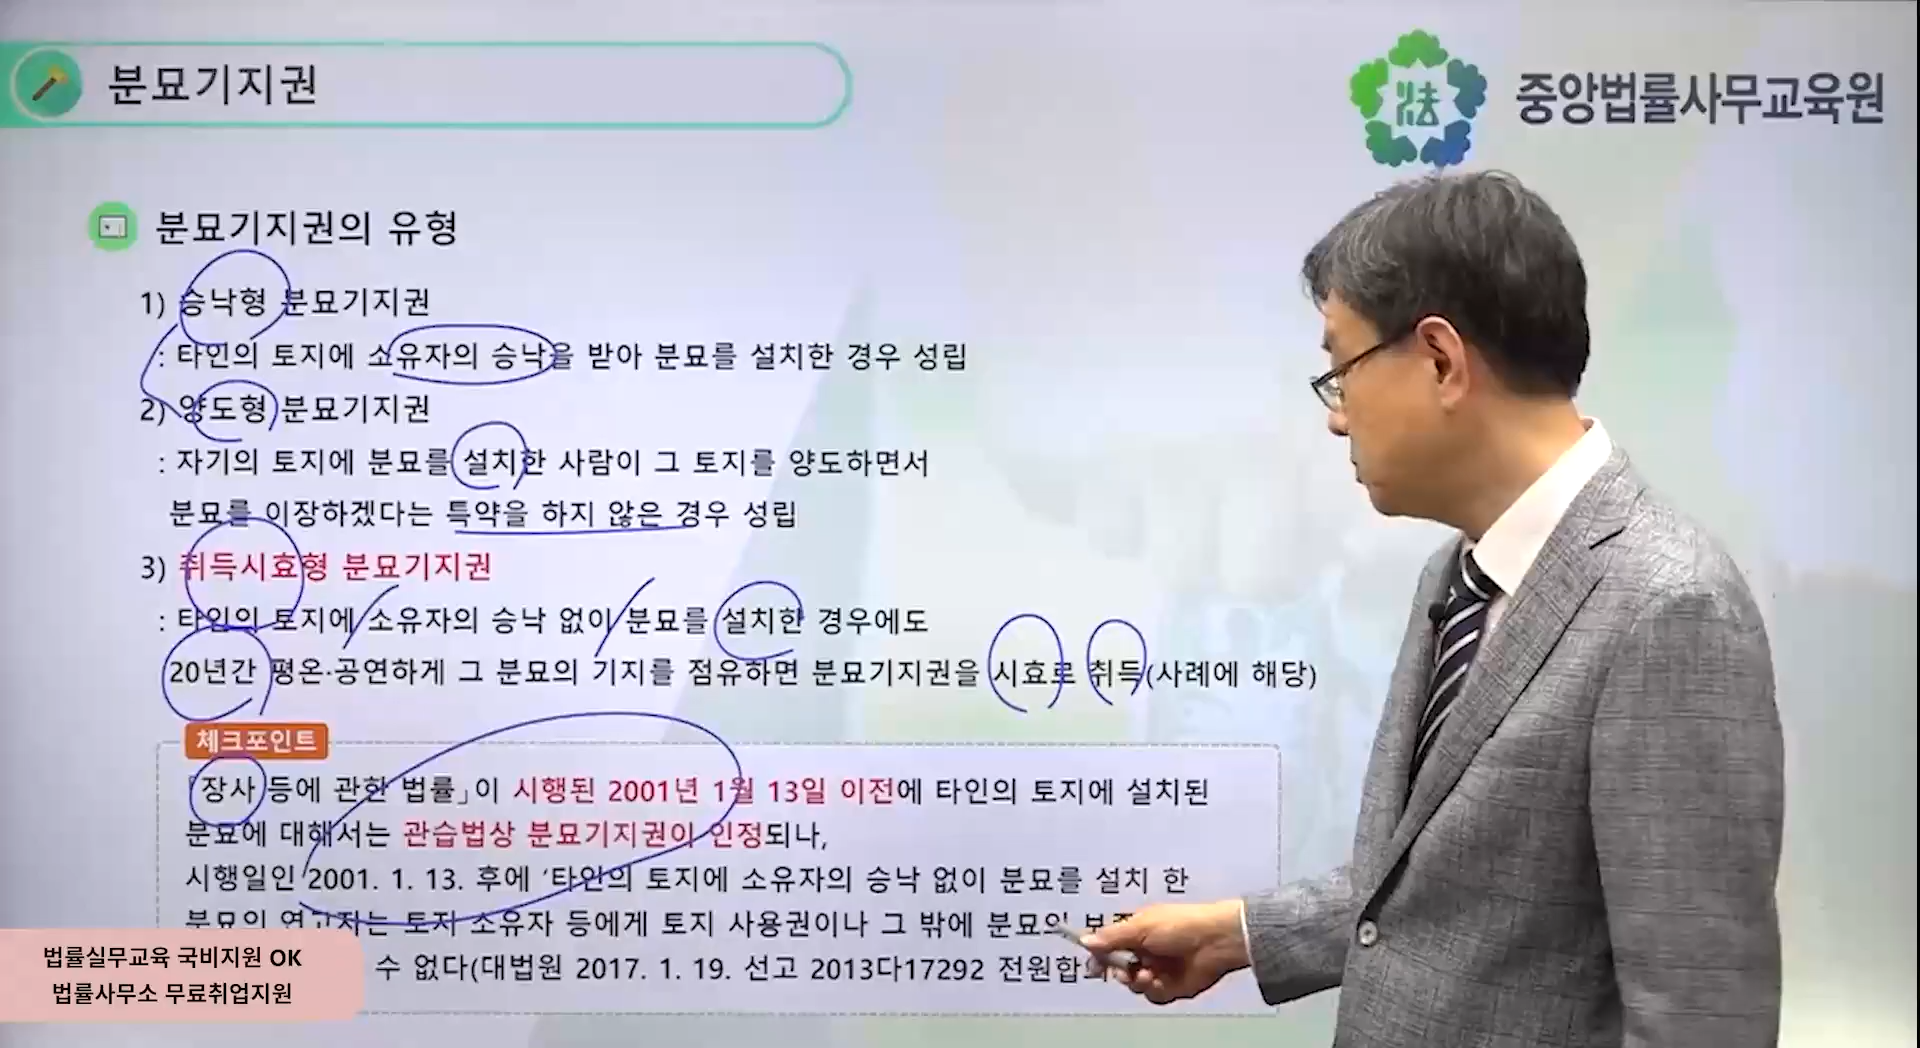 분묘기지권
法
중앙법률사무교육원
분묘기지권의 유형
1) 승낙형 분묘기지권
: 타인의 토지에 소유자의 승낙을 받아 분묘를 설치한 경우 성립
2) 양도형 분묘기지권
: 자기의 토지에 분묘를 설치한 사람이 그 토지를 양도하면서
분묘를 이장하겠다는 특약을 하지 않은 경우 성립
3) 취득시효형 분묘기지권
: 타인의 토지에 소유자의 승낙 없이 분묘를 설치한 경우에도
20년간 평온·공연하게 그 분묘의 기지를 점유하면 분묘기지권을 시효로 취득(사례에 해당)
체크포인트
「장사 등에 관한 법률」이 시행된 2001년 1월 13일 이전에 타인의 토지에 설치된
분묘에 대해서는 관습법상 분묘기지권이 인정되나,
시행일인 2001. 1. 13. 후에 '타인의 토지에 소유자의 승낙 없이 분묘를 설치 한
분묘의 연고자는 토지 소유자 등에게 토지 사용권이나 그 밖에 분묘의
수 없다(대법원 2017. 1. 19. 선고 2013다17292
법률실무교육 국비지원 OK
법률사무소 무료취업지원